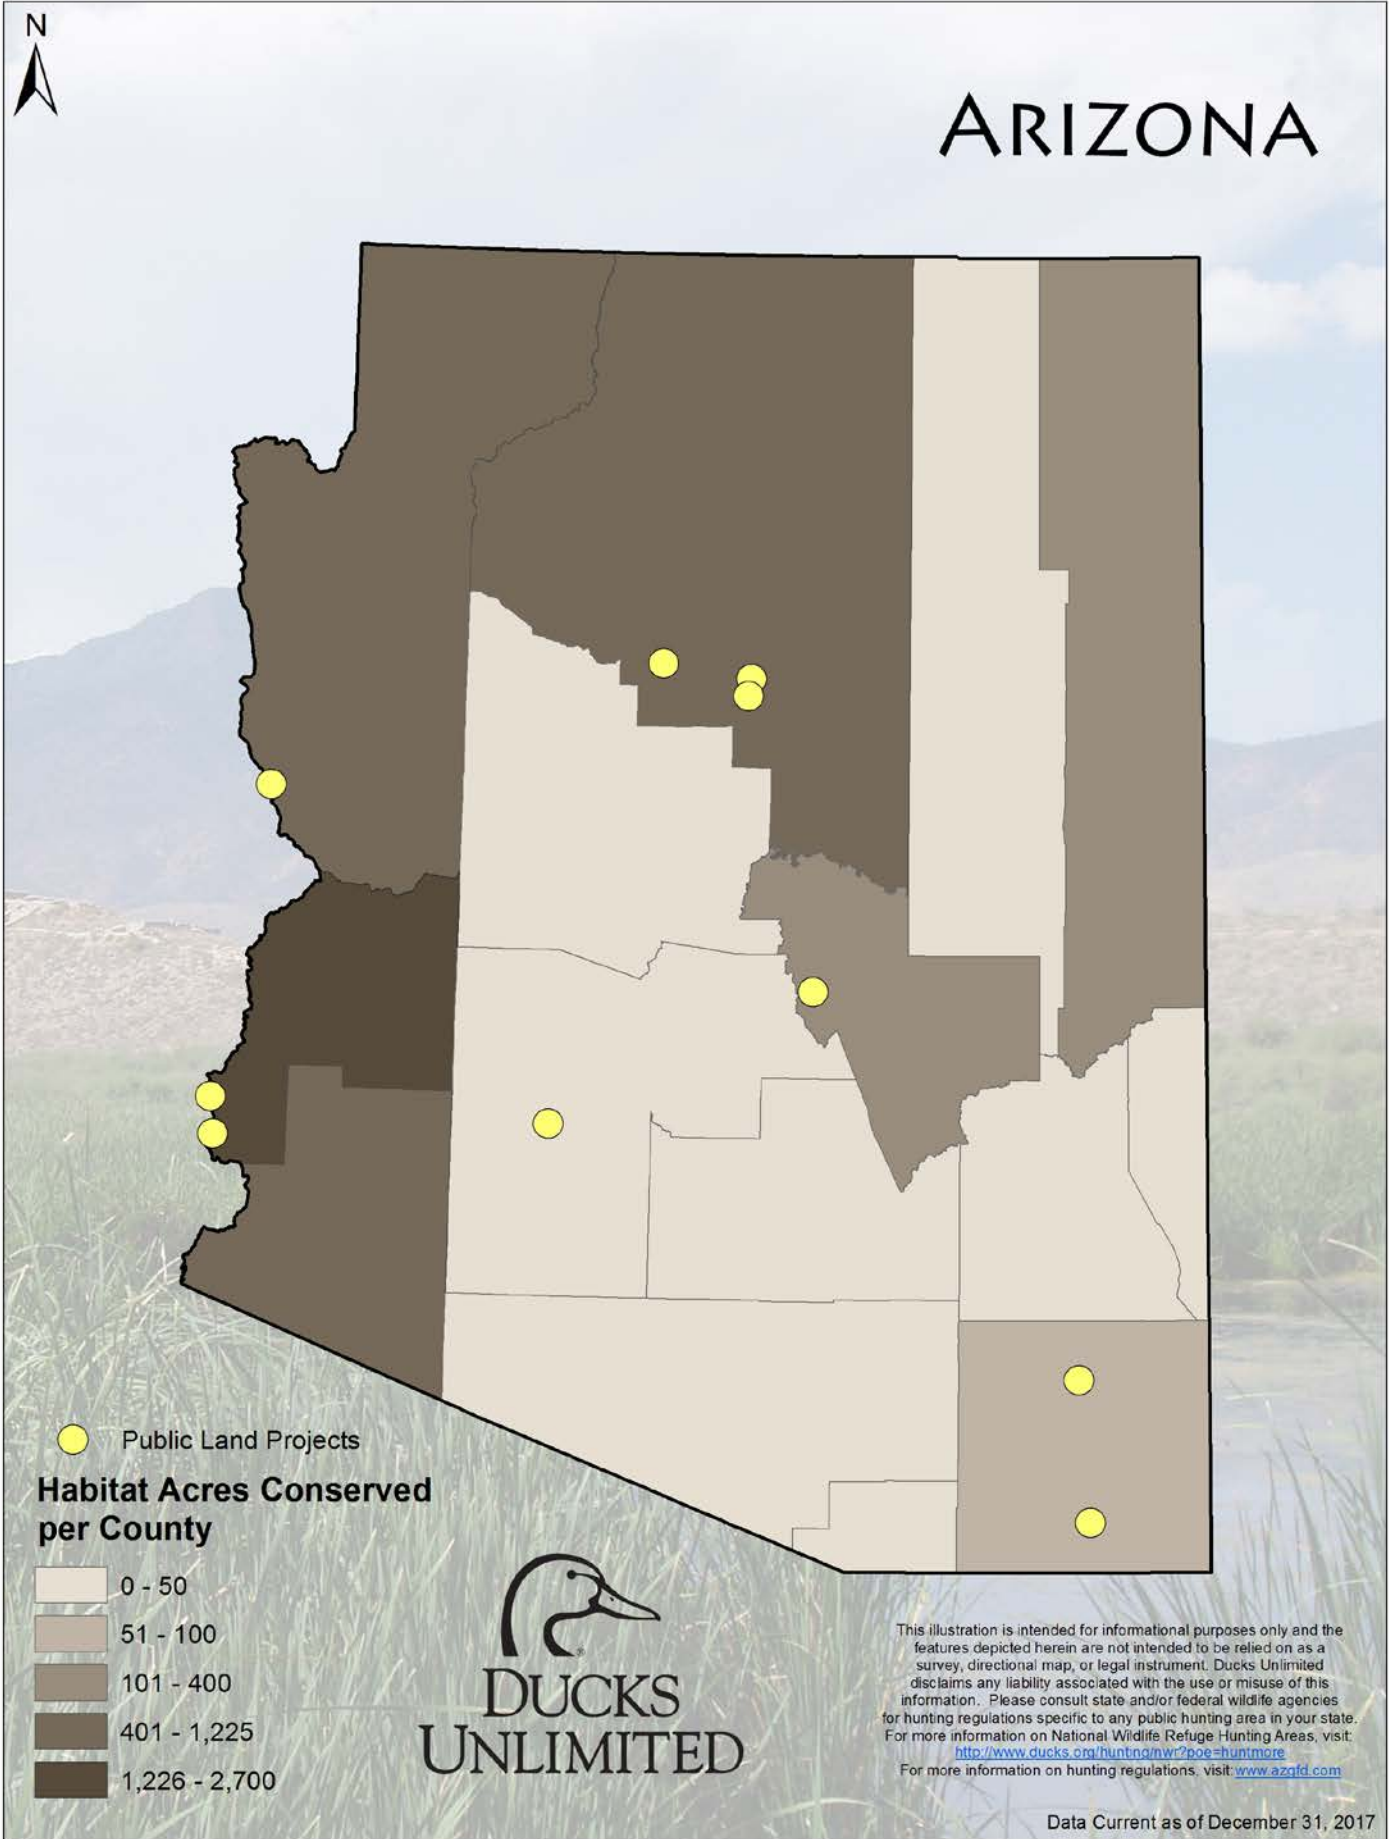 N
ARIZONA
Public Land Projects
Habitat Acres Conserved
per County
0 - 50
51 - 100
101 - 400
401 - 1,225
1,226 - 2,700
®
DUCKS
UNLIMITED
This illustration is intended for informational purposes only and the
features depicted herein are not intended to be relied on as a
survey, directional map, or legal instrument. Ducks Unlimited
disclaims any liability associated with the use or misuse of this
information. Please consult state and/or federal wildlife agencies
for hunting regulations specific to any public hunting area in your state.
For more information on National Wildlife Refuge Hunting Areas, visit:
http://www.ducks.org/hunting/nwr?poe=huntmore
For more information on hunting regulations, visit: www.azgfd.com
Data Current as of December 31, 2017